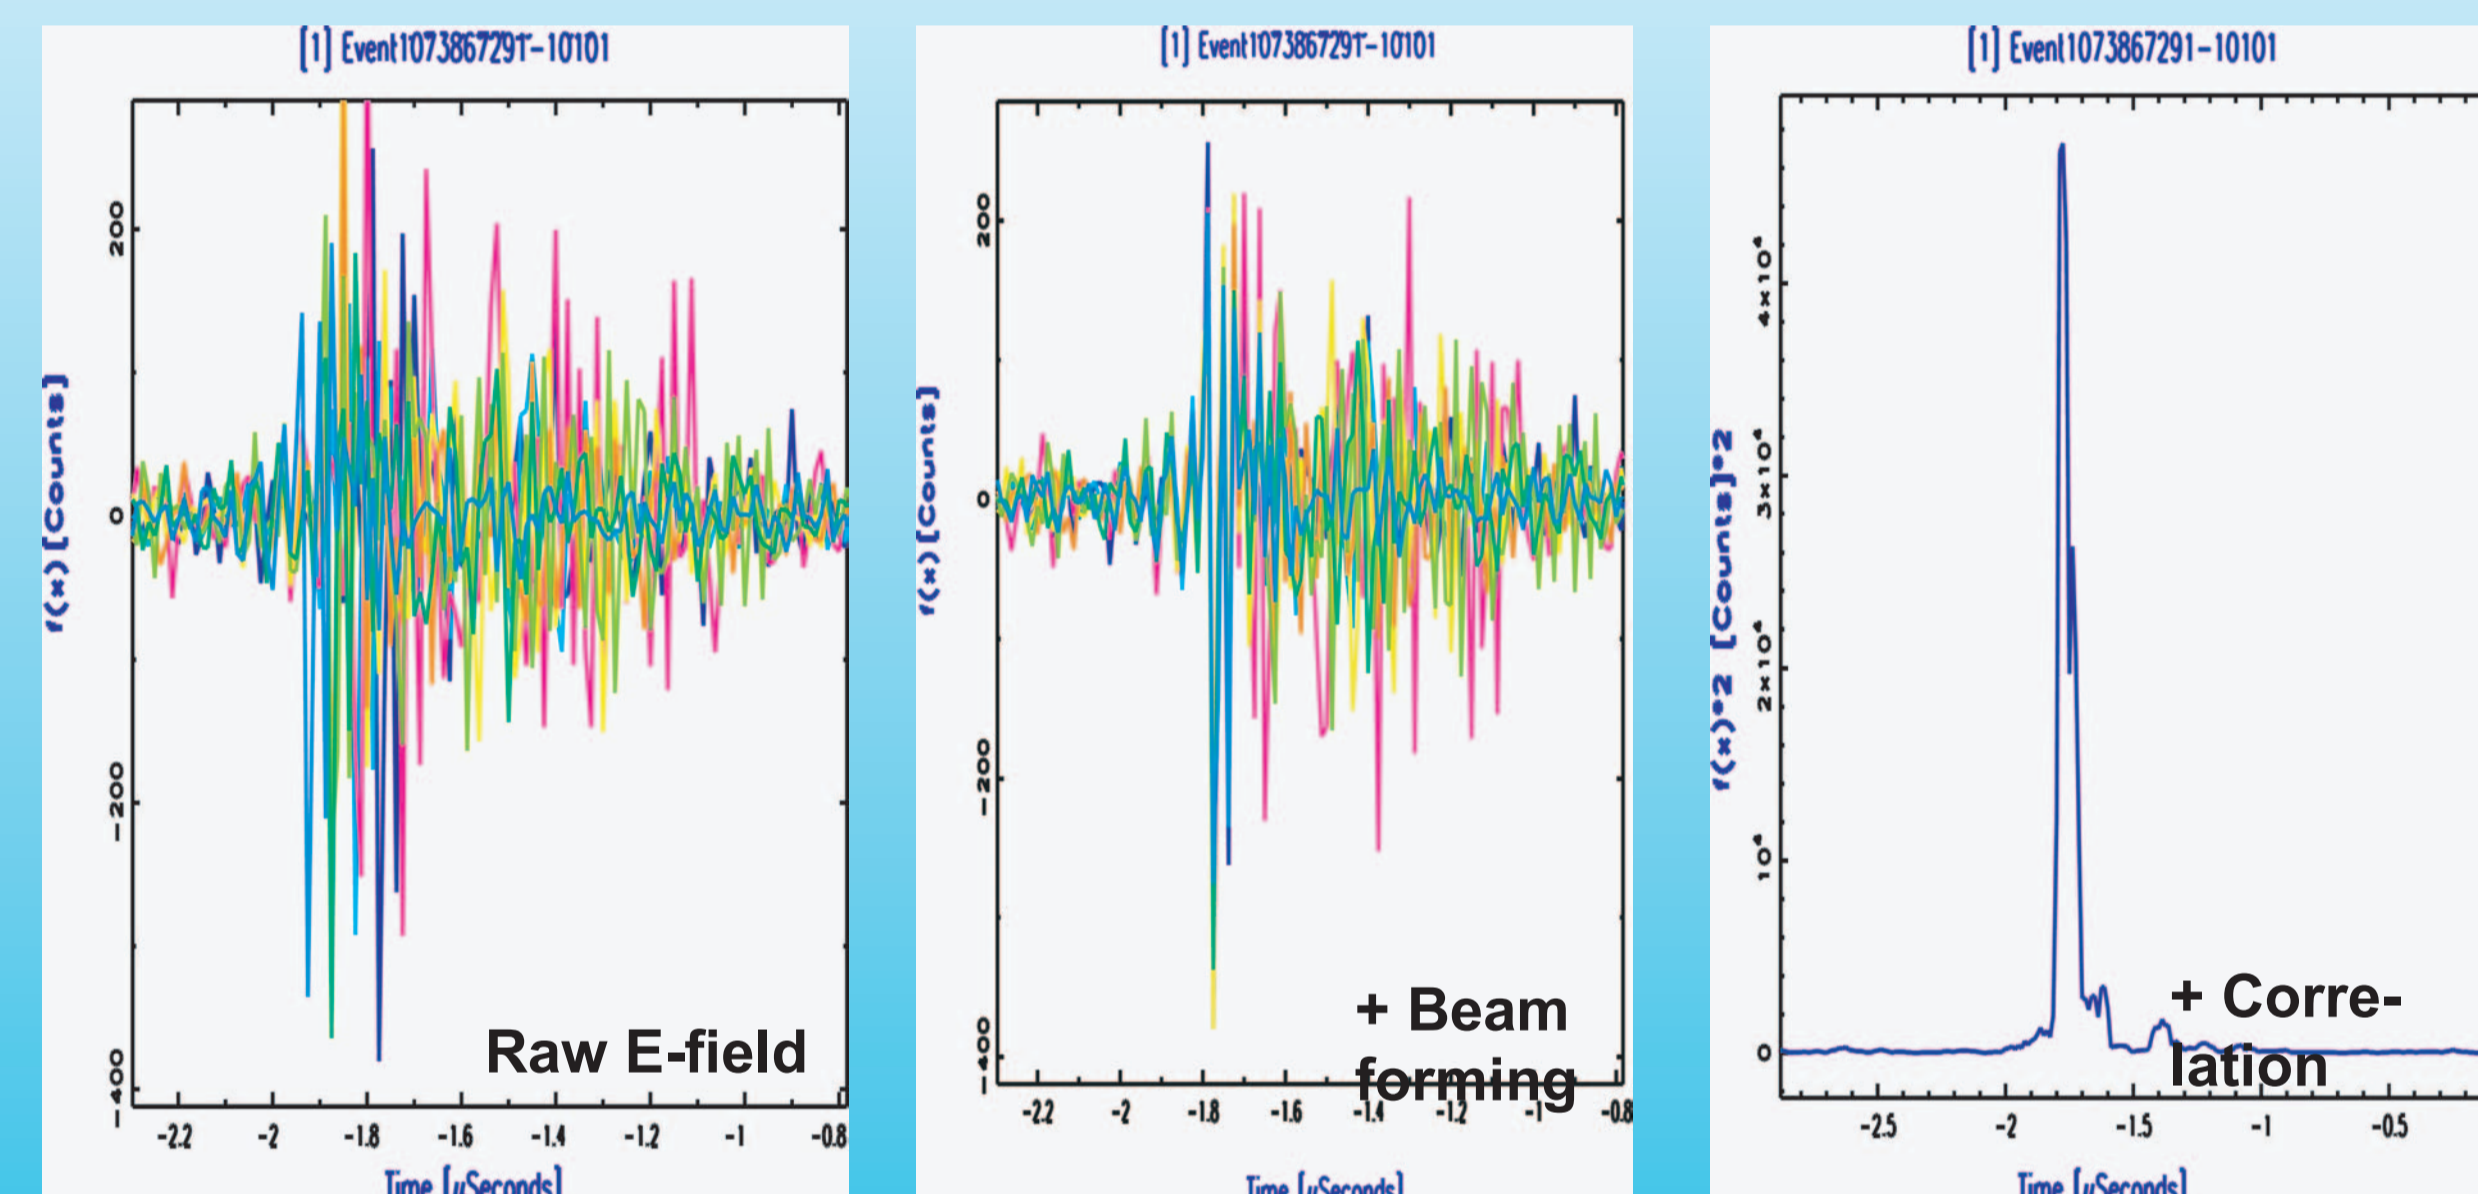 [1] Event1073867291-10101
f(x)[Counts]
200
0
-200
-400
-2.2 -2 -1.8 -1.6 -1.4 -1.2 -1 -0.8
Time [μSeconds]
Raw E-field
[1] Event1073867291-10101
f(x)[Counts]
200
0
-200
-400
-2.2 -2 -1.8 -1.6 -1.4 -1.2 -1 -0.8
Time [μSeconds]
+ Beam
forming
[1] Event1073867291-10101
f(x)*2 [Counts]*2
4×10⁴
3×10⁴
2×10⁴
10⁴
0
-2.5 -2 -1.5 -1 -0.5
Time [μSeconds]
+ Corre-
lation